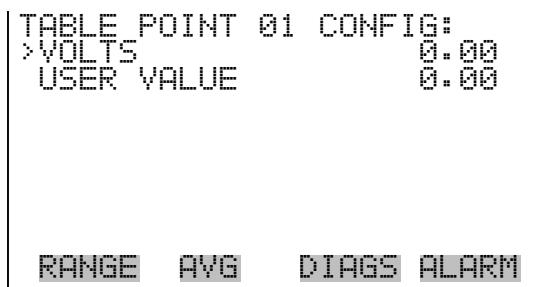 TABLE POINT 01 CONFIG:
>VOLTS 0.00
USER VALUE 0.00
RANGE AVG DIAGS ALARM